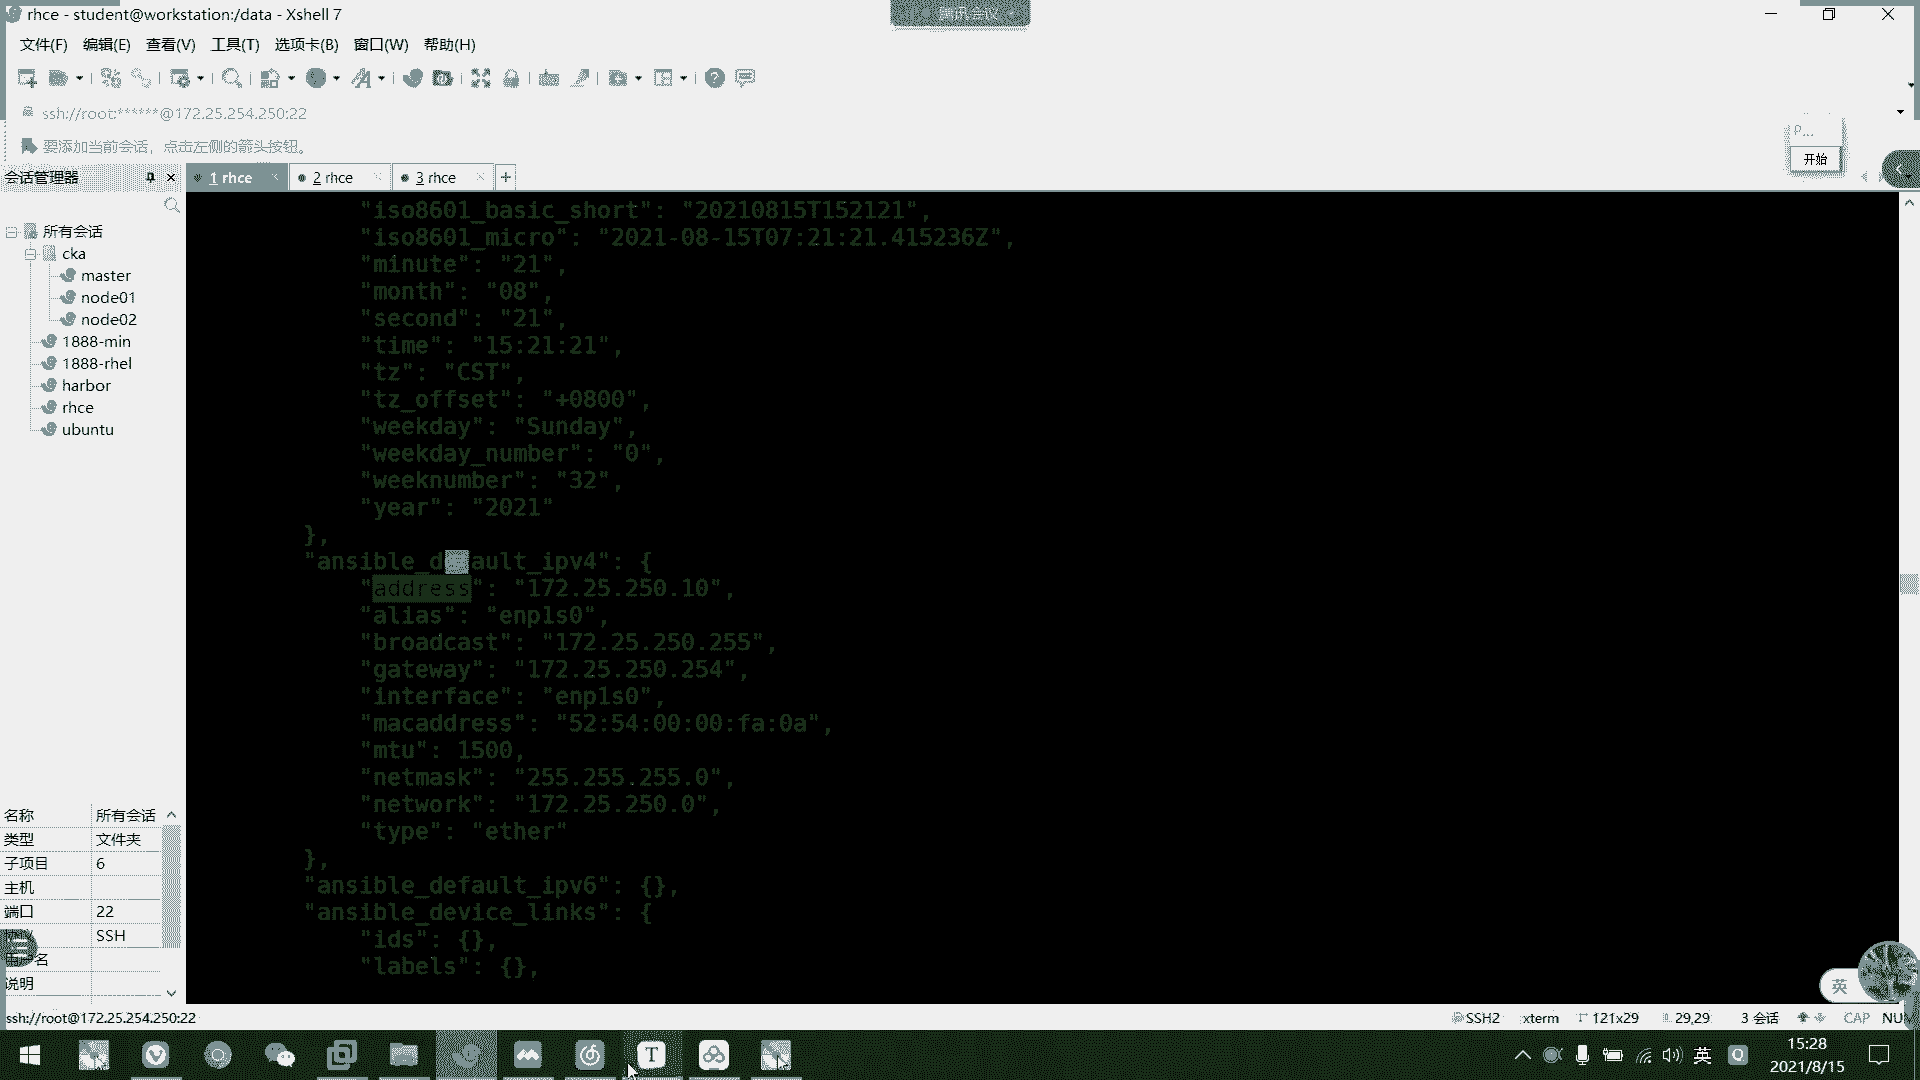 rhce - student@workstation:/data - Xshell 7
腾讯会议
文件(F) 编辑(E) 查看(V) 工具(T) 选项卡(B) 窗口(W) 帮助(H)
ssh://root:******@172.25.254.250:22
要添加当前会话，点击左侧的箭头按钮。
P...
开始
会话管理器
1 rhce
2 rhce
3 rhce
所有会话
cka
master
node01
node02
1888-min
1888-rhel
harbor
rhce
ubuntu
"iso8601_basic_short": "20210815T152121",
"iso8601_micro": "2021-08-15T07:21:21.415236Z",
"minute": "21",
"month": "08",
"second": "21",
"time": "15:21:21",
"tz": "CST",
"tz_offset": "+0800",
"weekday": "Sunday",
"weekday_number": "0",
"weeknumber": "32",
"year": "2021"
},
"ansible_default_ipv4": {
"address": "172.25.250.10",
"alias": "enp1s0",
"broadcast": "172.25.250.255",
"gateway": "172.25.250.254",
"interface": "enp1s0",
"macaddress": "52:54:00:00:fa:0a",
"mtu": 1500,
"netmask": "255.255.255.0",
"network": "172.25.250.0",
"type": "ether"
},
"ansible_default_ipv6": {},
"ansible_device_links": {
"ids": {},
"labels": {},
名称 所有会话
类型 文件夹
子项目 6
主机
端口 22
SSH
户名
说明
英
ssh://root@172.25.254.250:22
SSH2 xterm 121x29 29,29 3 会话 CAP NUM
英
15:28
2021/8/15